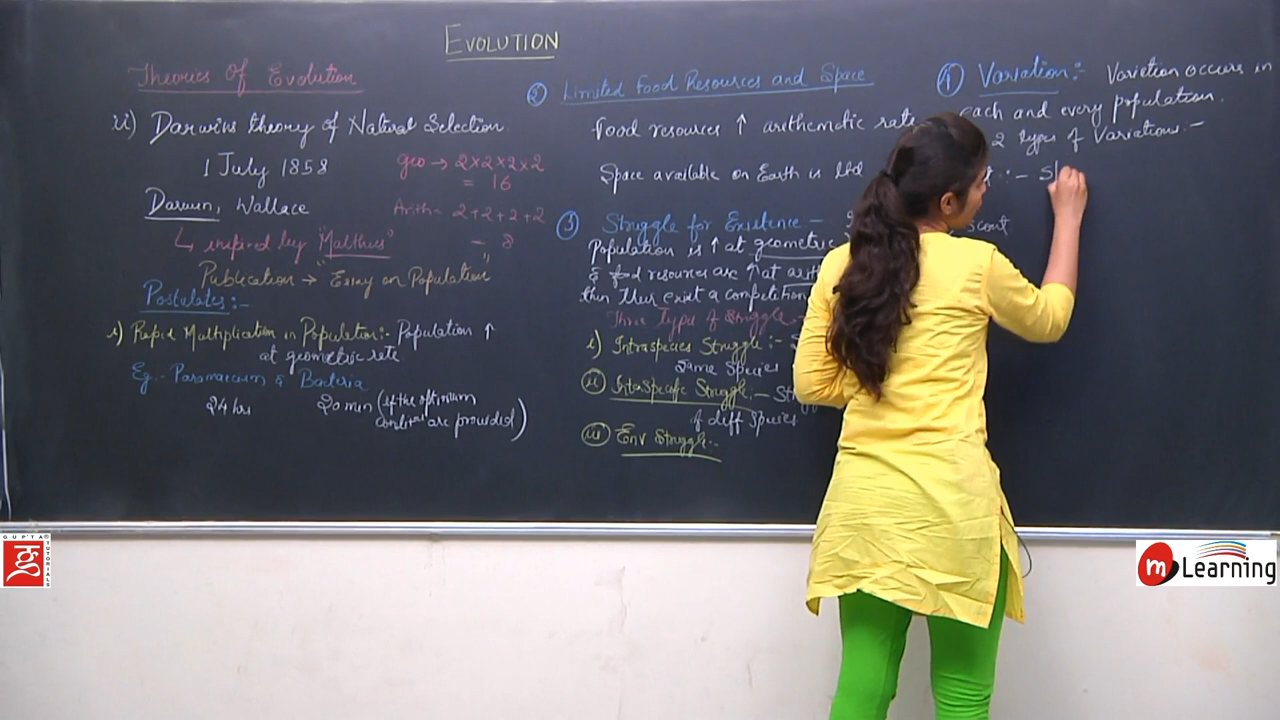 EVOLUTION
Theories Of Evolution
ii) Darwins theory of Natural Selection.
1 July 1858
geo → 2×2×2×2
= 16
Darwin, Wallace
Arith- 2+2+2+2
- 8
↳ inspired by "Malthus"
Publication → "Essay on Population"
Postulates:-
i) Rapid Multiplication in Population:- Population ↑
at geometric rate
Eg:- Paramaecium & Bacteria
24 hrs 20 min (if the optimum
are provided)
② Limited Food Resources and Space
Food resources ↑ arithemetic rate
Space available on Earth is ltd
③ Struggle for Existence -
Population is ↑ at geometric
& food resources are ↑ at
then there exist a competition
Three Type of Struggle.-
i) Intraspecies Struggle:-
Same Species
ii) InterSpecific Struggle.-
of diff Species
iii) Env Struggle..
④ Variation:- Variation occurs in
each and every population.
2 types of Variations.-
:-
GUPTA TUTORIALS
m Learning